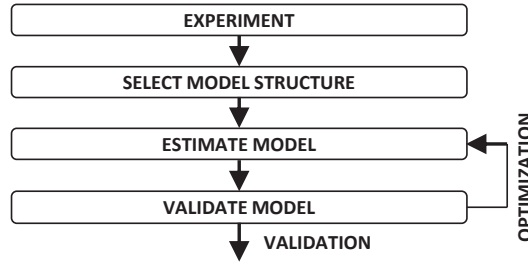 EXPERIMENT
SELECT MODEL STRUCTURE
ESTIMATE MODEL
OPTIMIZATION
VALIDATE MODEL
VALIDATION